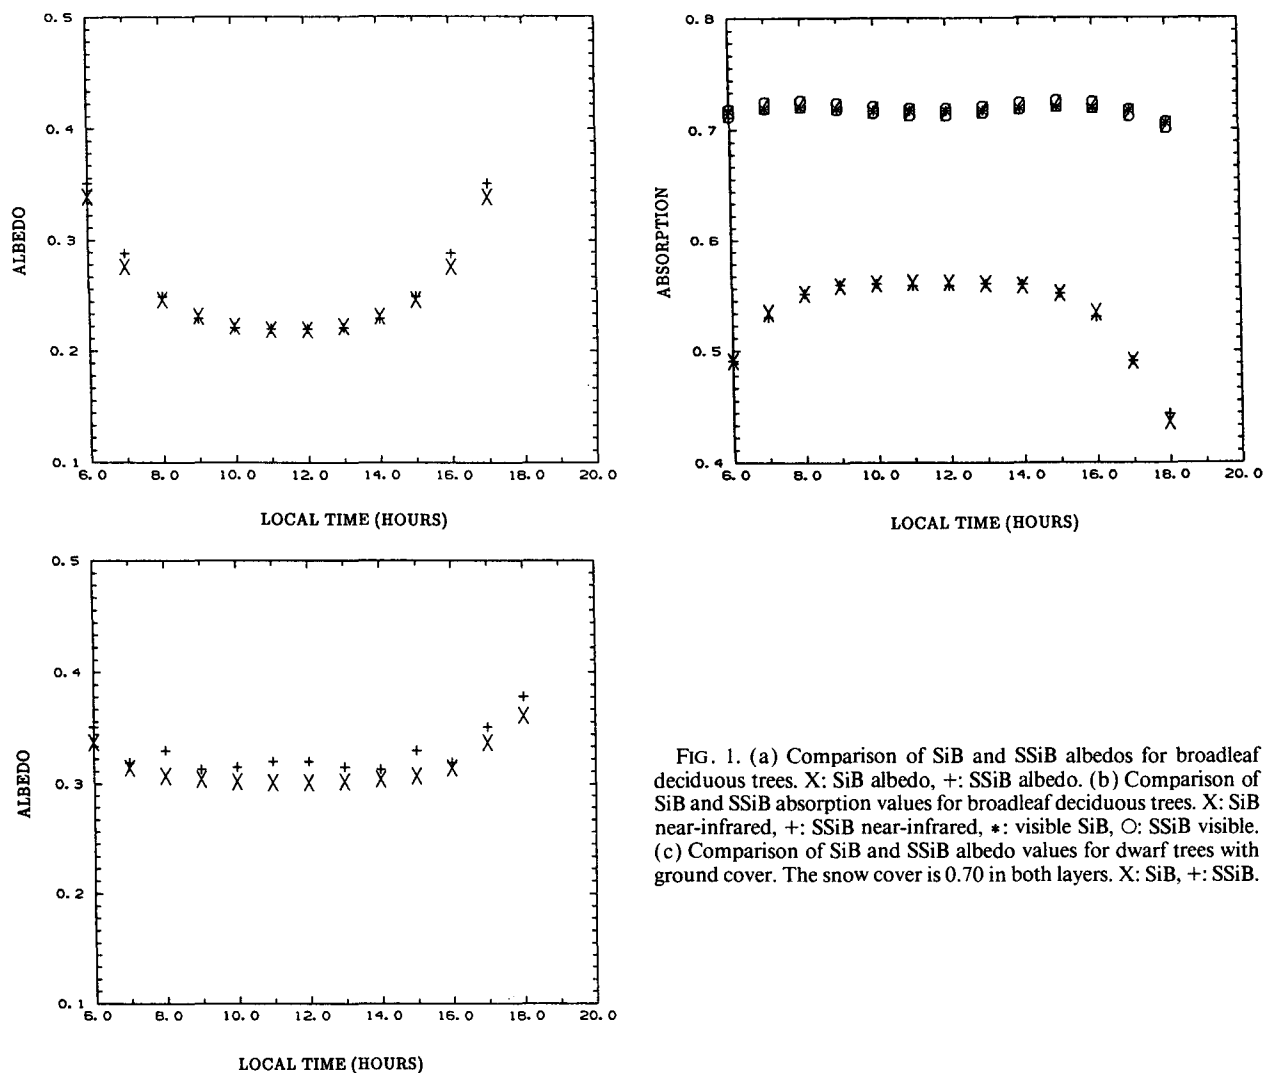 0.5
0.4
0.3
0.2
0.1
ALBEDO
6.0 8.0 10.0 12.0 14.0 16.0 18.0 20.0
LOCAL TIME (HOURS)
0.8
0.7
0.6
0.5
0.4
ABSORPTION
6.0 8.0 10.0 12.0 14.0 16.0 18.0 20.0
LOCAL TIME (HOURS)
0.5
0.4
0.3
0.2
0.1
ALBEDO
6.0 8.0 10.0 12.0 14.0 16.0 18.0 20.0
LOCAL TIME (HOURS)
FIG. 1. (a) Comparison of SiB and SSiB albedos for broadleaf
deciduous trees. X: SiB albedo, +: SSiB albedo. (b) Comparison of
SiB and SSiB absorption values for broadleaf deciduous trees. X: SiB
near-infrared, +: SSiB near-infrared, *: visible SiB, O: SSiB visible.
(c) Comparison of SiB and SSiB albedo values for dwarf trees with
ground cover. The snow cover is 0.70 in both layers. X: SiB, +: SSiB.